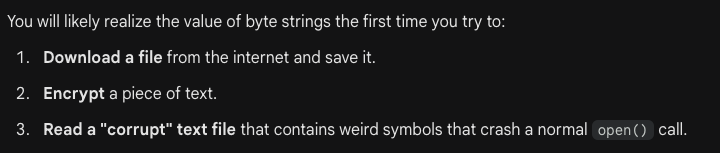 You will likely realize the value of byte strings the first time you try to:
1. Download a file from the internet and save it.
2. Encrypt a piece of text.
3. Read a "corrupt" text file that contains weird symbols that crash a normal open() call.